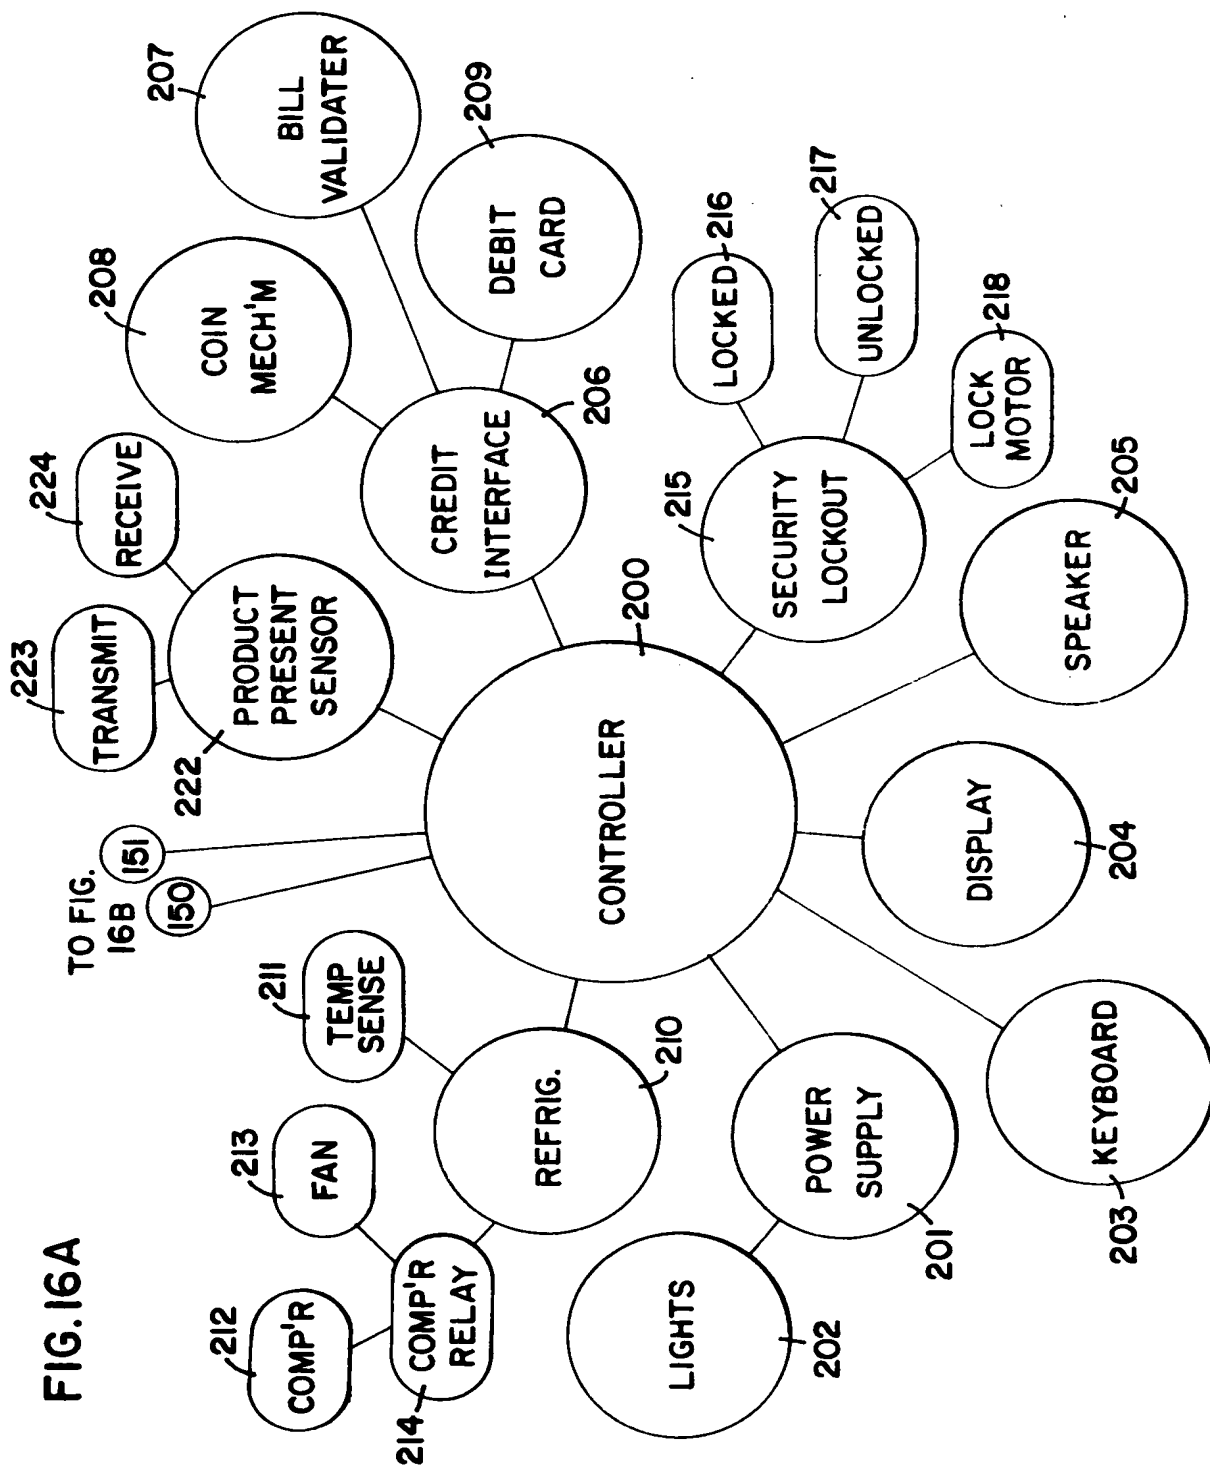 FIG.16A
TO FIG.
16B
150
151
223
TRANSMIT
224
RECEIVE
222
PRODUCT
PRESENT
SENSOR
208
COIN
MECH'M
207
BILL
VALIDATER
209
DEBIT
CARD
CREDIT
INTERFACE
206
212
COMP'R
213
FAN
211
TEMP
SENSE
214
COMP'R
RELAY
REFRIG.
210
CONTROLLER
200
215
SECURITY
LOCKOUT
LOCKED
216
UNLOCKED
217
LOCK
MOTOR
218
LIGHTS
202
POWER
SUPPLY
201
KEYBOARD
203
DISPLAY
204
SPEAKER
205